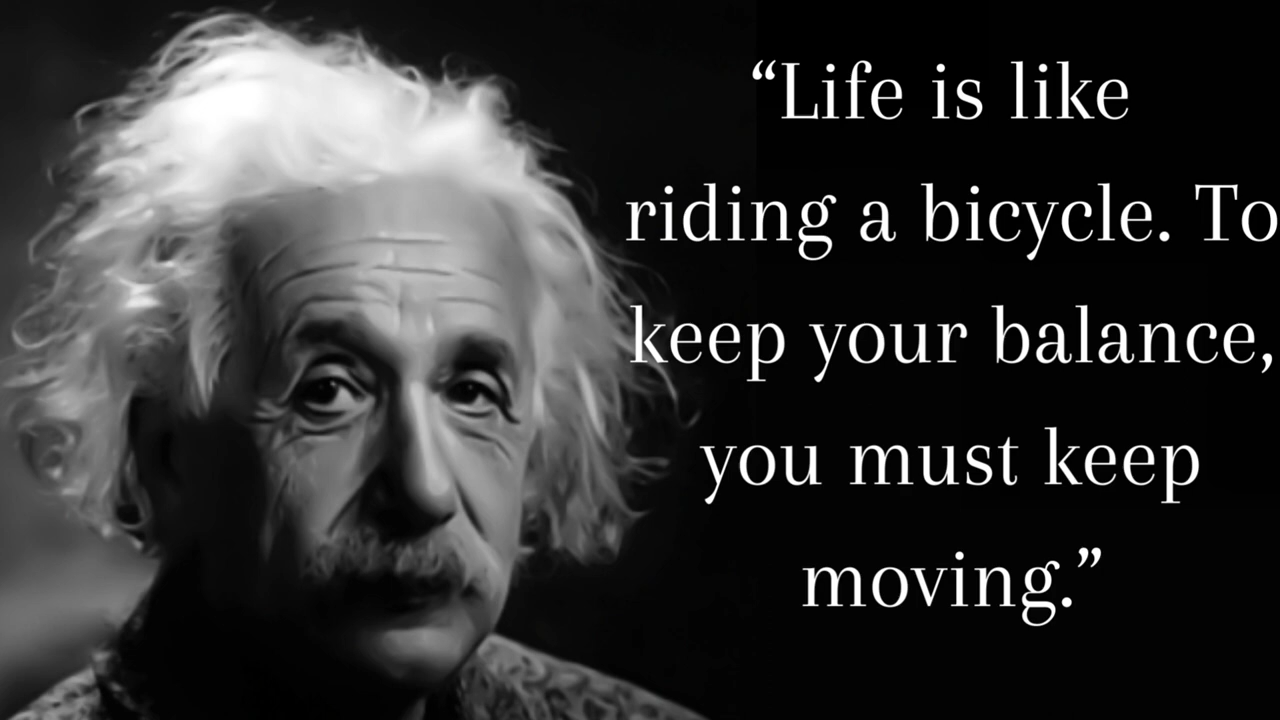 “Life is like
riding a bicycle. To
keep your balance,
you must keep
moving.”